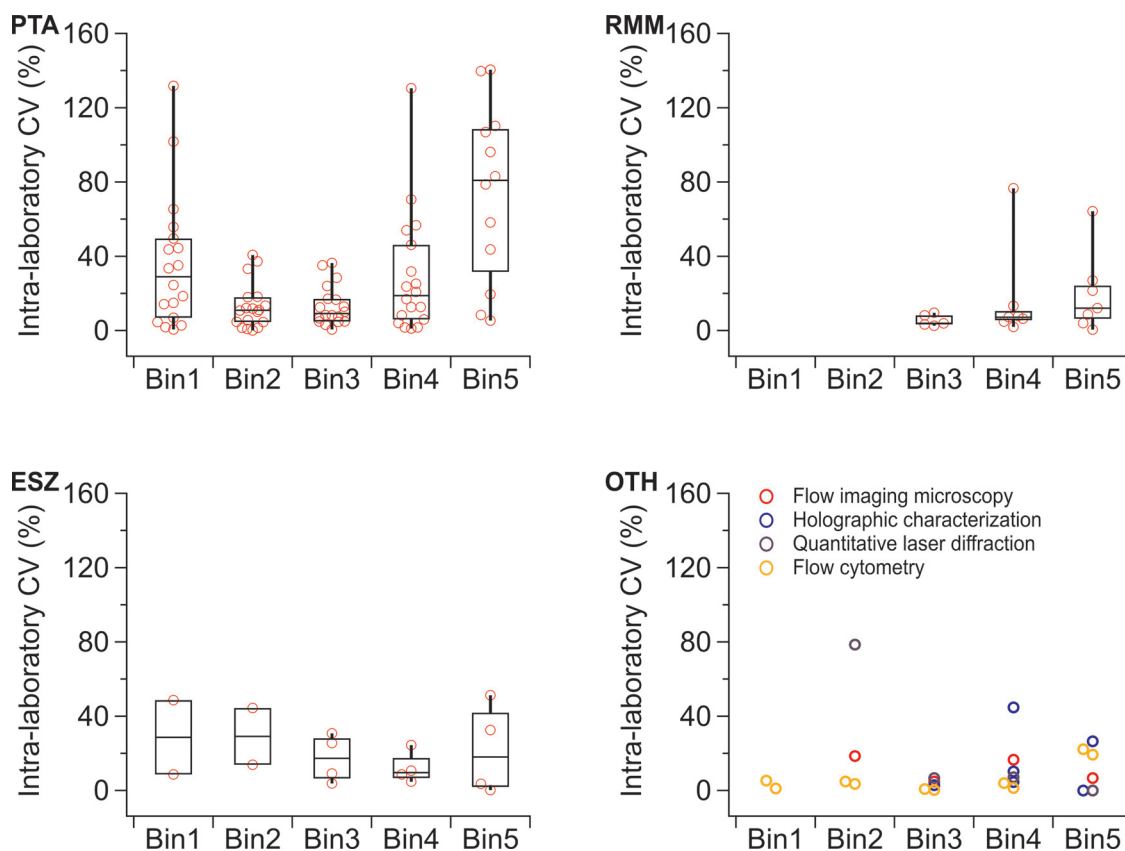 PTA
Intra-laboratory CV (%)
160
120
80
40
0
Bin1 Bin2 Bin3 Bin4 Bin5
RMM
Intra-laboratory CV (%)
160
120
80
40
0
Bin1 Bin2 Bin3 Bin4 Bin5
ESZ
Intra-laboratory CV (%)
160
120
80
40
0
Bin1 Bin2 Bin3 Bin4 Bin5
OTH
Intra-laboratory CV (%)
160
120
80
40
0
Flow imaging microscopy
Holographic characterization
Quantitative laser diffraction
Flow cytometry
Bin1 Bin2 Bin3 Bin4 Bin5